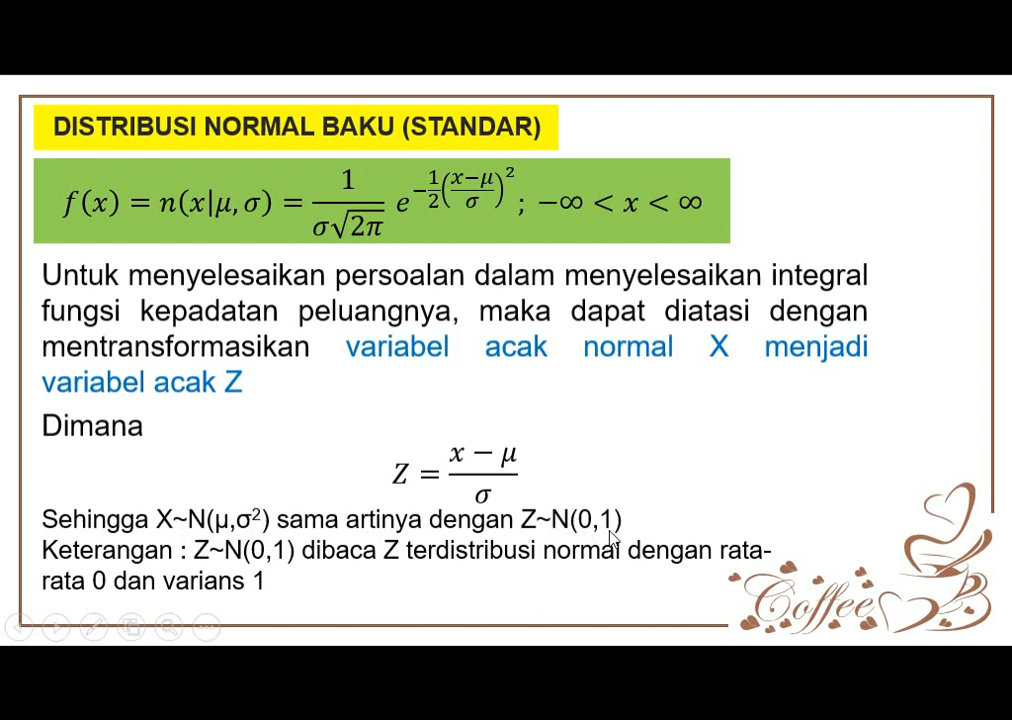 DISTRIBUSI NORMAL BAKU (STANDAR)
f(x) = n(x|μ, σ) = 1/(σ√2π) e^(−1/2((x−μ)/σ)²) ; −∞ < x < ∞
Untuk menyelesaikan persoalan dalam menyelesaikan integral
fungsi kepadatan peluangnya, maka dapat diatasi dengan
mentransformasikan variabel acak normal X menjadi
variabel acak Z
Dimana
Z = (x − μ)/σ
Sehingga X~N(μ,σ²) sama artinya dengan Z~N(0,1)
Keterangan : Z~N(0,1) dibaca Z terdistribusi normal dengan rata-
rata 0 dan varians 1
Coffee